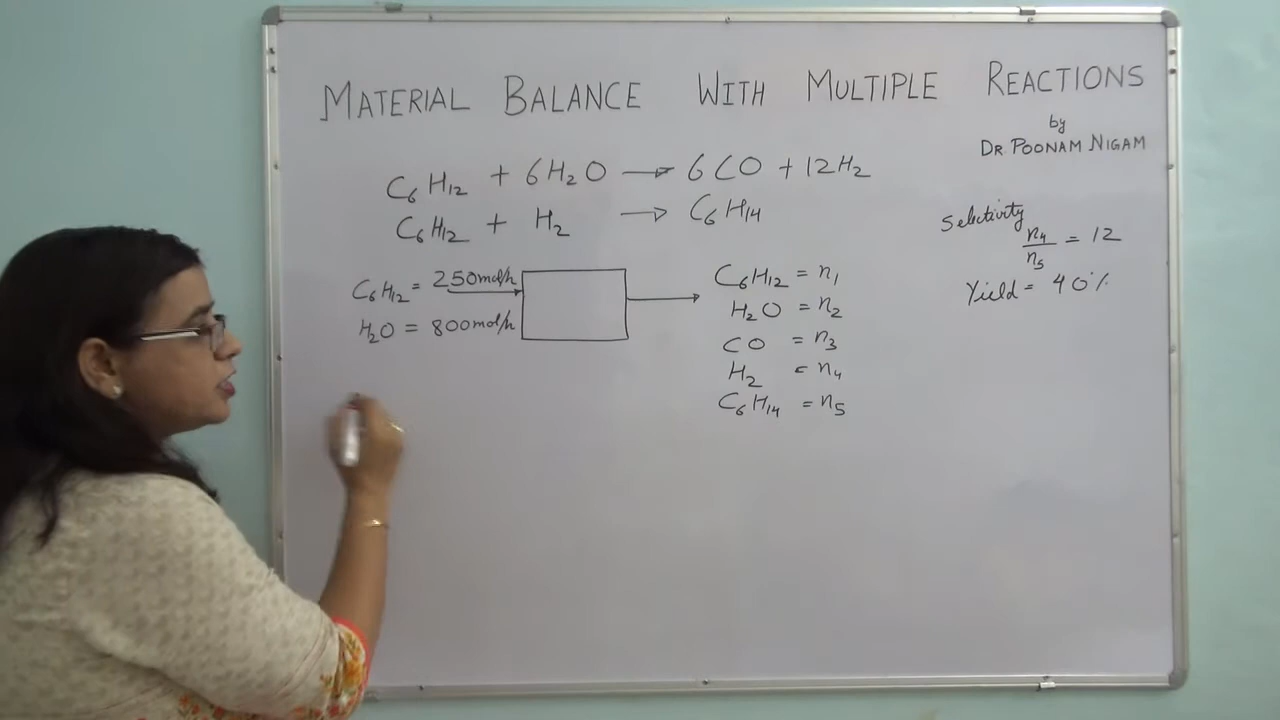 MATERIAL BALANCE WITH MULTIPLE REACTIONS
by
DR POONAM NIGAM
C₆H₁₂ + 6H₂O → 6CO + 12H₂
C₆H₁₂ + H₂ → C₆H₁₄
Selectivity
n₄/n₅ = 12
Yield = 40%
C₆H₁₂ = 250mol/h
H₂O = 800mol/h
C₆H₁₂ = n₁
H₂O = n₂
CO = n₃
H₂ = n₄
C₆H₁₄ = n₅